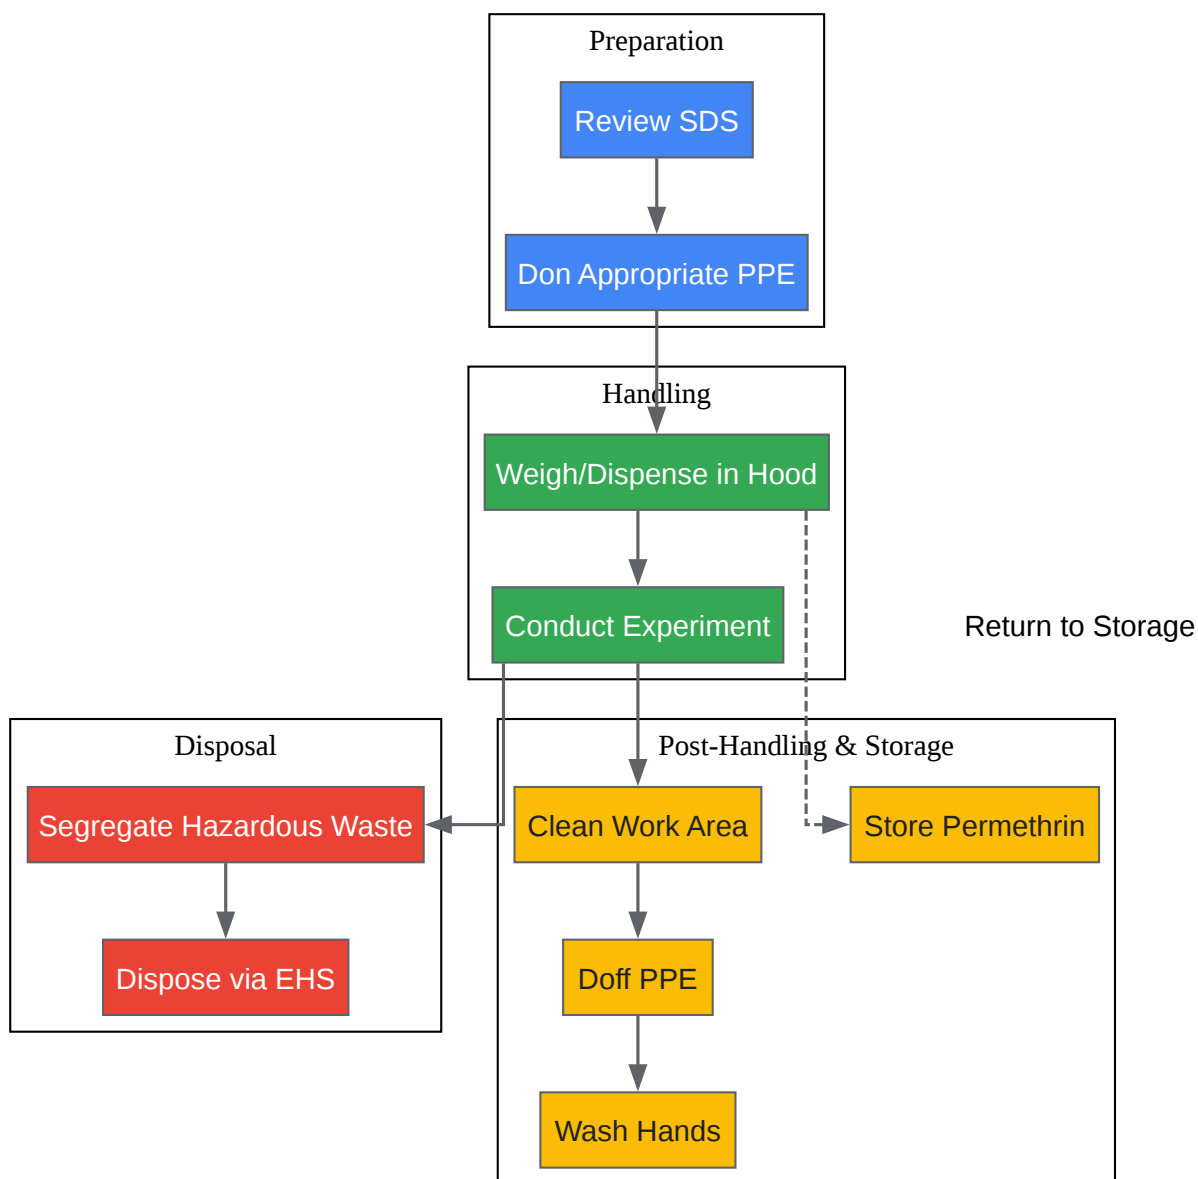 Preparation
Review SDS
Don Appropriate PPE
Handling
Weigh/Dispense in Hood
Conduct Experiment
Return to Storage
Disposal
Segregate Hazardous Waste
Dispose via EHS
Post-Handling & Storage
Clean Work Area
Store Permethrin
Doff PPE
Wash Hands